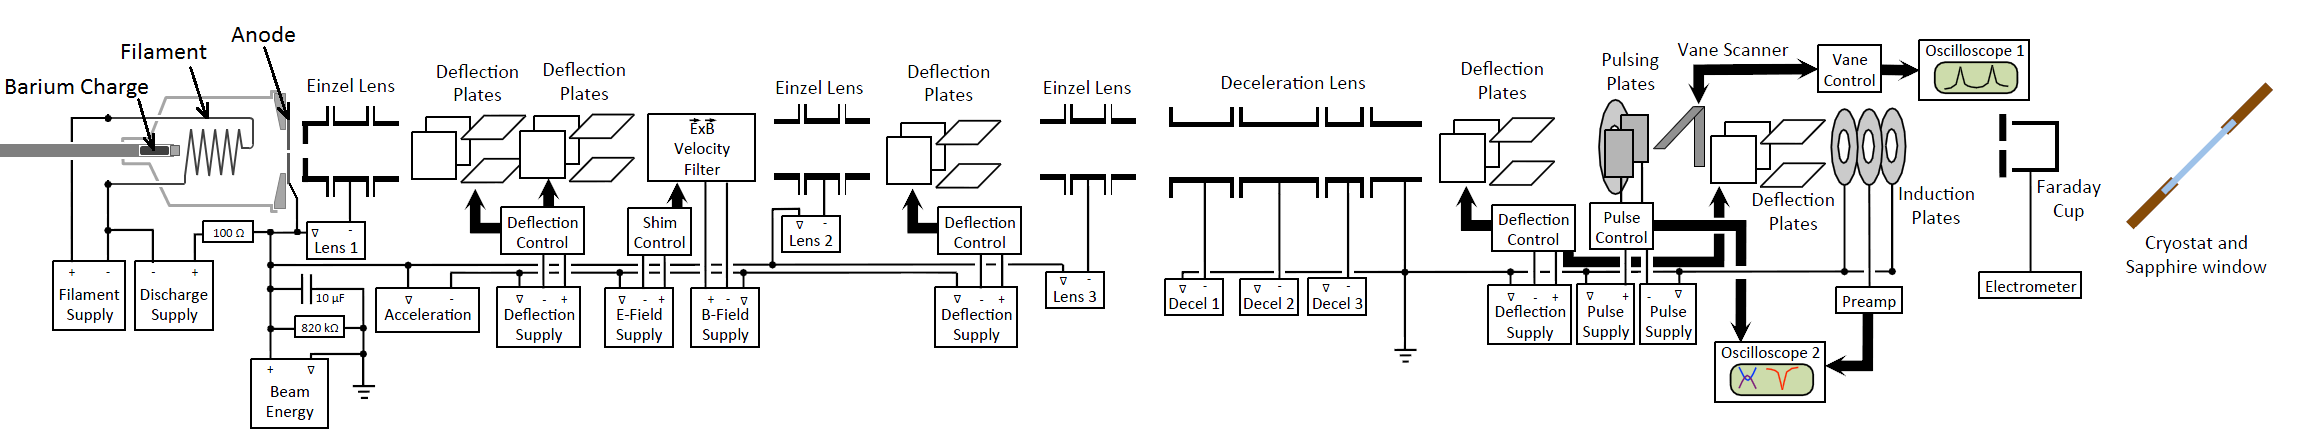 Barium Charge
Filament
Anode
Einzel Lens
Deflection
Plates
Deflection
Plates
ExB
Velocity
Filter
Einzel Lens
Deflection
Plates
Einzel Lens
Deceleration Lens
Deflection
Plates
Pulsing
Plates
Vane Scanner
Vane
Control
Oscilloscope 1
Deflection
Plates
Induction
Plates
Faraday
Cup
Cryostat and
Sapphire window
100 Ω
∇ -
Lens 1
Deflection
Control
Shim
Control
∇ -
Lens 2
Deflection
Control
Deflection
Control
Pulse
Control
+ -
Filament
Supply
- +
Discharge
Supply
10 µF
820 kΩ
+ ∇
Beam
Energy
∇ -
Acceleration
∇ - +
Deflection
Supply
∇ - +
E-Field
Supply
+ - ∇
B-Field
Supply
∇ - +
Deflection
Supply
∇ -
Lens 3
∇ -
Decel 1
∇ -
Decel 2
∇ -
Decel 3
∇ - +
Deflection
Supply
∇ +
Pulse
Supply
- ∇
Pulse
Supply
Preamp
Electrometer
Oscilloscope 2